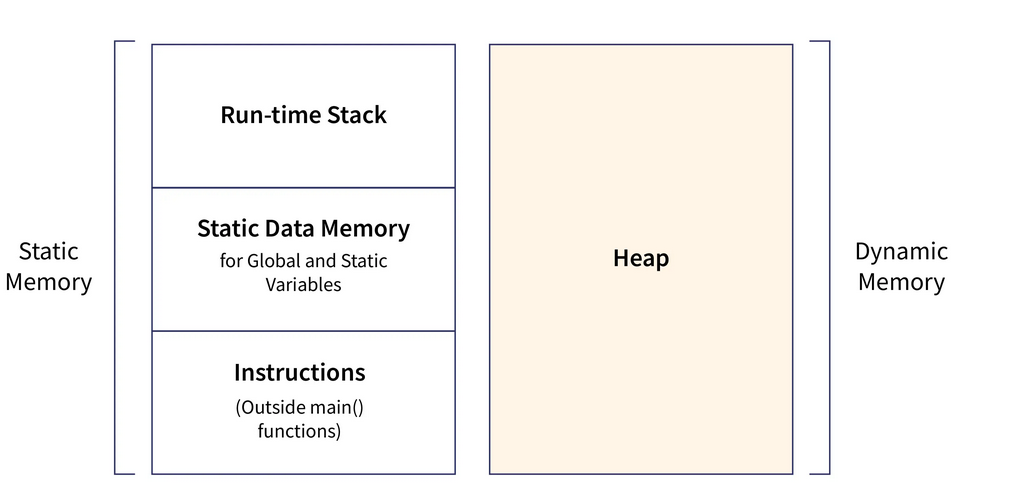 Run-time Stack
Static Data Memory
for Global and Static
Variables
Instructions
(Outside main()
functions)
Static
Memory
Heap
Dynamic
Memory